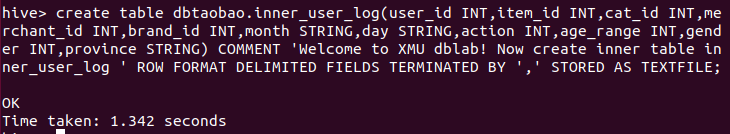 hive> create table dbtaobao.inner_user_log(user_id INT,item_id INT,cat_id INT,me
rchant_id INT,brand_id INT,month STRING,day STRING,action INT,age_range INT,gend
er INT,province STRING) COMMENT 'Welcome to XMU dblab! Now create inner table in
ner_user_log ' ROW FORMAT DELIMITED FIELDS TERMINATED BY ',' STORED AS TEXTFILE;
OK
Time taken: 1.342 seconds